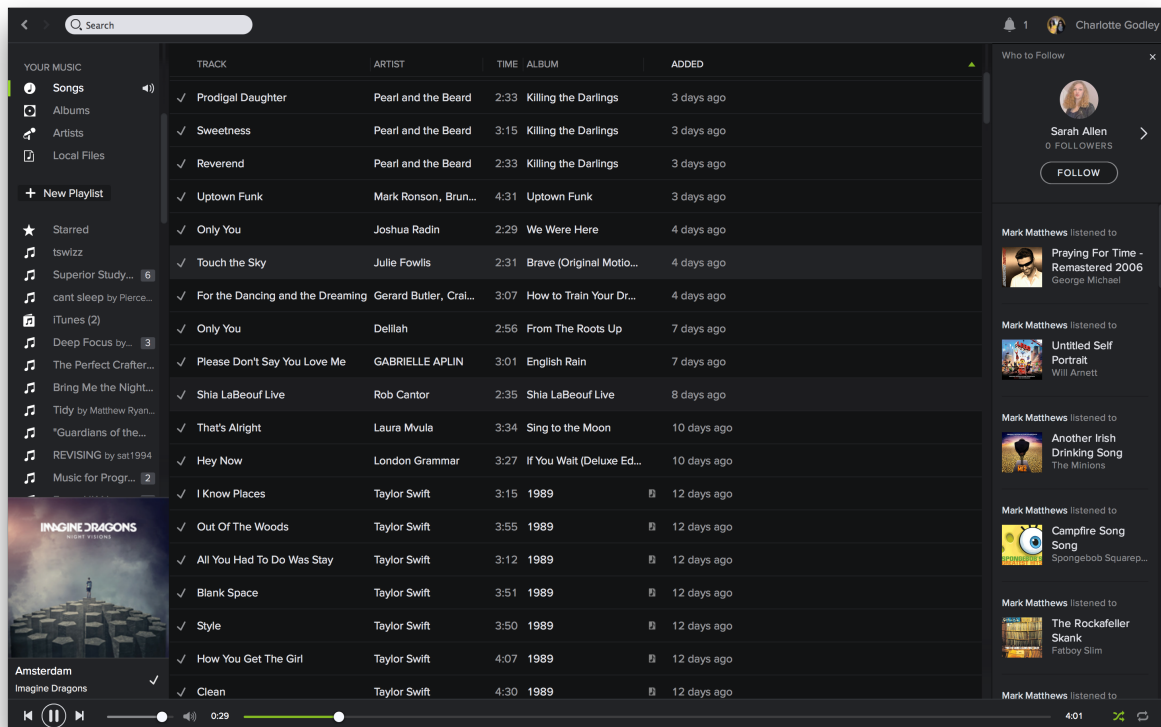 Search
1
Charlotte Godley
YOUR MUSIC
Songs
Albums
Artists
Local Files
New Playlist
Starred
tswizz
Superior Study... 6
cant sleep by Pierce...
iTunes (2)
Deep Focus by... 3
The Perfect Crafter...
Bring Me the Night...
Tidy by Matthew Ryan...
"Guardians of the...
REVISING by sat1994
Music for Progr... 2
IMAGINE DRAGONS
NIGHT VISIONS
Amsterdam
Imagine Dragons
TRACK ARTIST TIME ALBUM ADDED
Prodigal Daughter Pearl and the Beard 2:33 Killing the Darlings 3 days ago
Sweetness Pearl and the Beard 3:15 Killing the Darlings 3 days ago
Reverend Pearl and the Beard 2:33 Killing the Darlings 3 days ago
Uptown Funk Mark Ronson, Brun... 4:31 Uptown Funk 3 days ago
Only You Joshua Radin 2:29 We Were Here 4 days ago
Touch the Sky Julie Fowlis 2:31 Brave (Original Motio... 4 days ago
For the Dancing and the Dreaming Gerard Butler, Crai... 3:07 How to Train Your Dr... 4 days ago
Only You Delilah 2:56 From The Roots Up 7 days ago
Please Don't Say You Love Me GABRIELLE APLIN 3:01 English Rain 7 days ago
Shia LaBeouf Live Rob Cantor 2:35 Shia LaBeouf Live 8 days ago
That's Alright Laura Mvula 3:34 Sing to the Moon 10 days ago
Hey Now London Grammar 3:27 If You Wait (Deluxe Ed... 10 days ago
I Know Places Taylor Swift 3:15 1989 12 days ago
Out Of The Woods Taylor Swift 3:55 1989 12 days ago
All You Had To Do Was Stay Taylor Swift 3:12 1989 12 days ago
Blank Space Taylor Swift 3:51 1989 12 days ago
Style Taylor Swift 3:50 1989 12 days ago
How You Get The Girl Taylor Swift 4:07 1989 12 days ago
Clean Taylor Swift 4:30 1989 12 days ago
Who to Follow
Sarah Allen
0 FOLLOWERS
FOLLOW
Mark Matthews listened to
Praying For Time -
Remastered 2006
George Michael
Mark Matthews listened to
Untitled Self
Portrait
Will Arnett
Mark Matthews listened to
Another Irish
Drinking Song
The Minions
Mark Matthews listened to
Campfire Song
Song
Spongebob Squarep...
Mark Matthews listened to
The Rockafeller
Skank
Fatboy Slim
Mark Matthews listened to
0:29
4:01